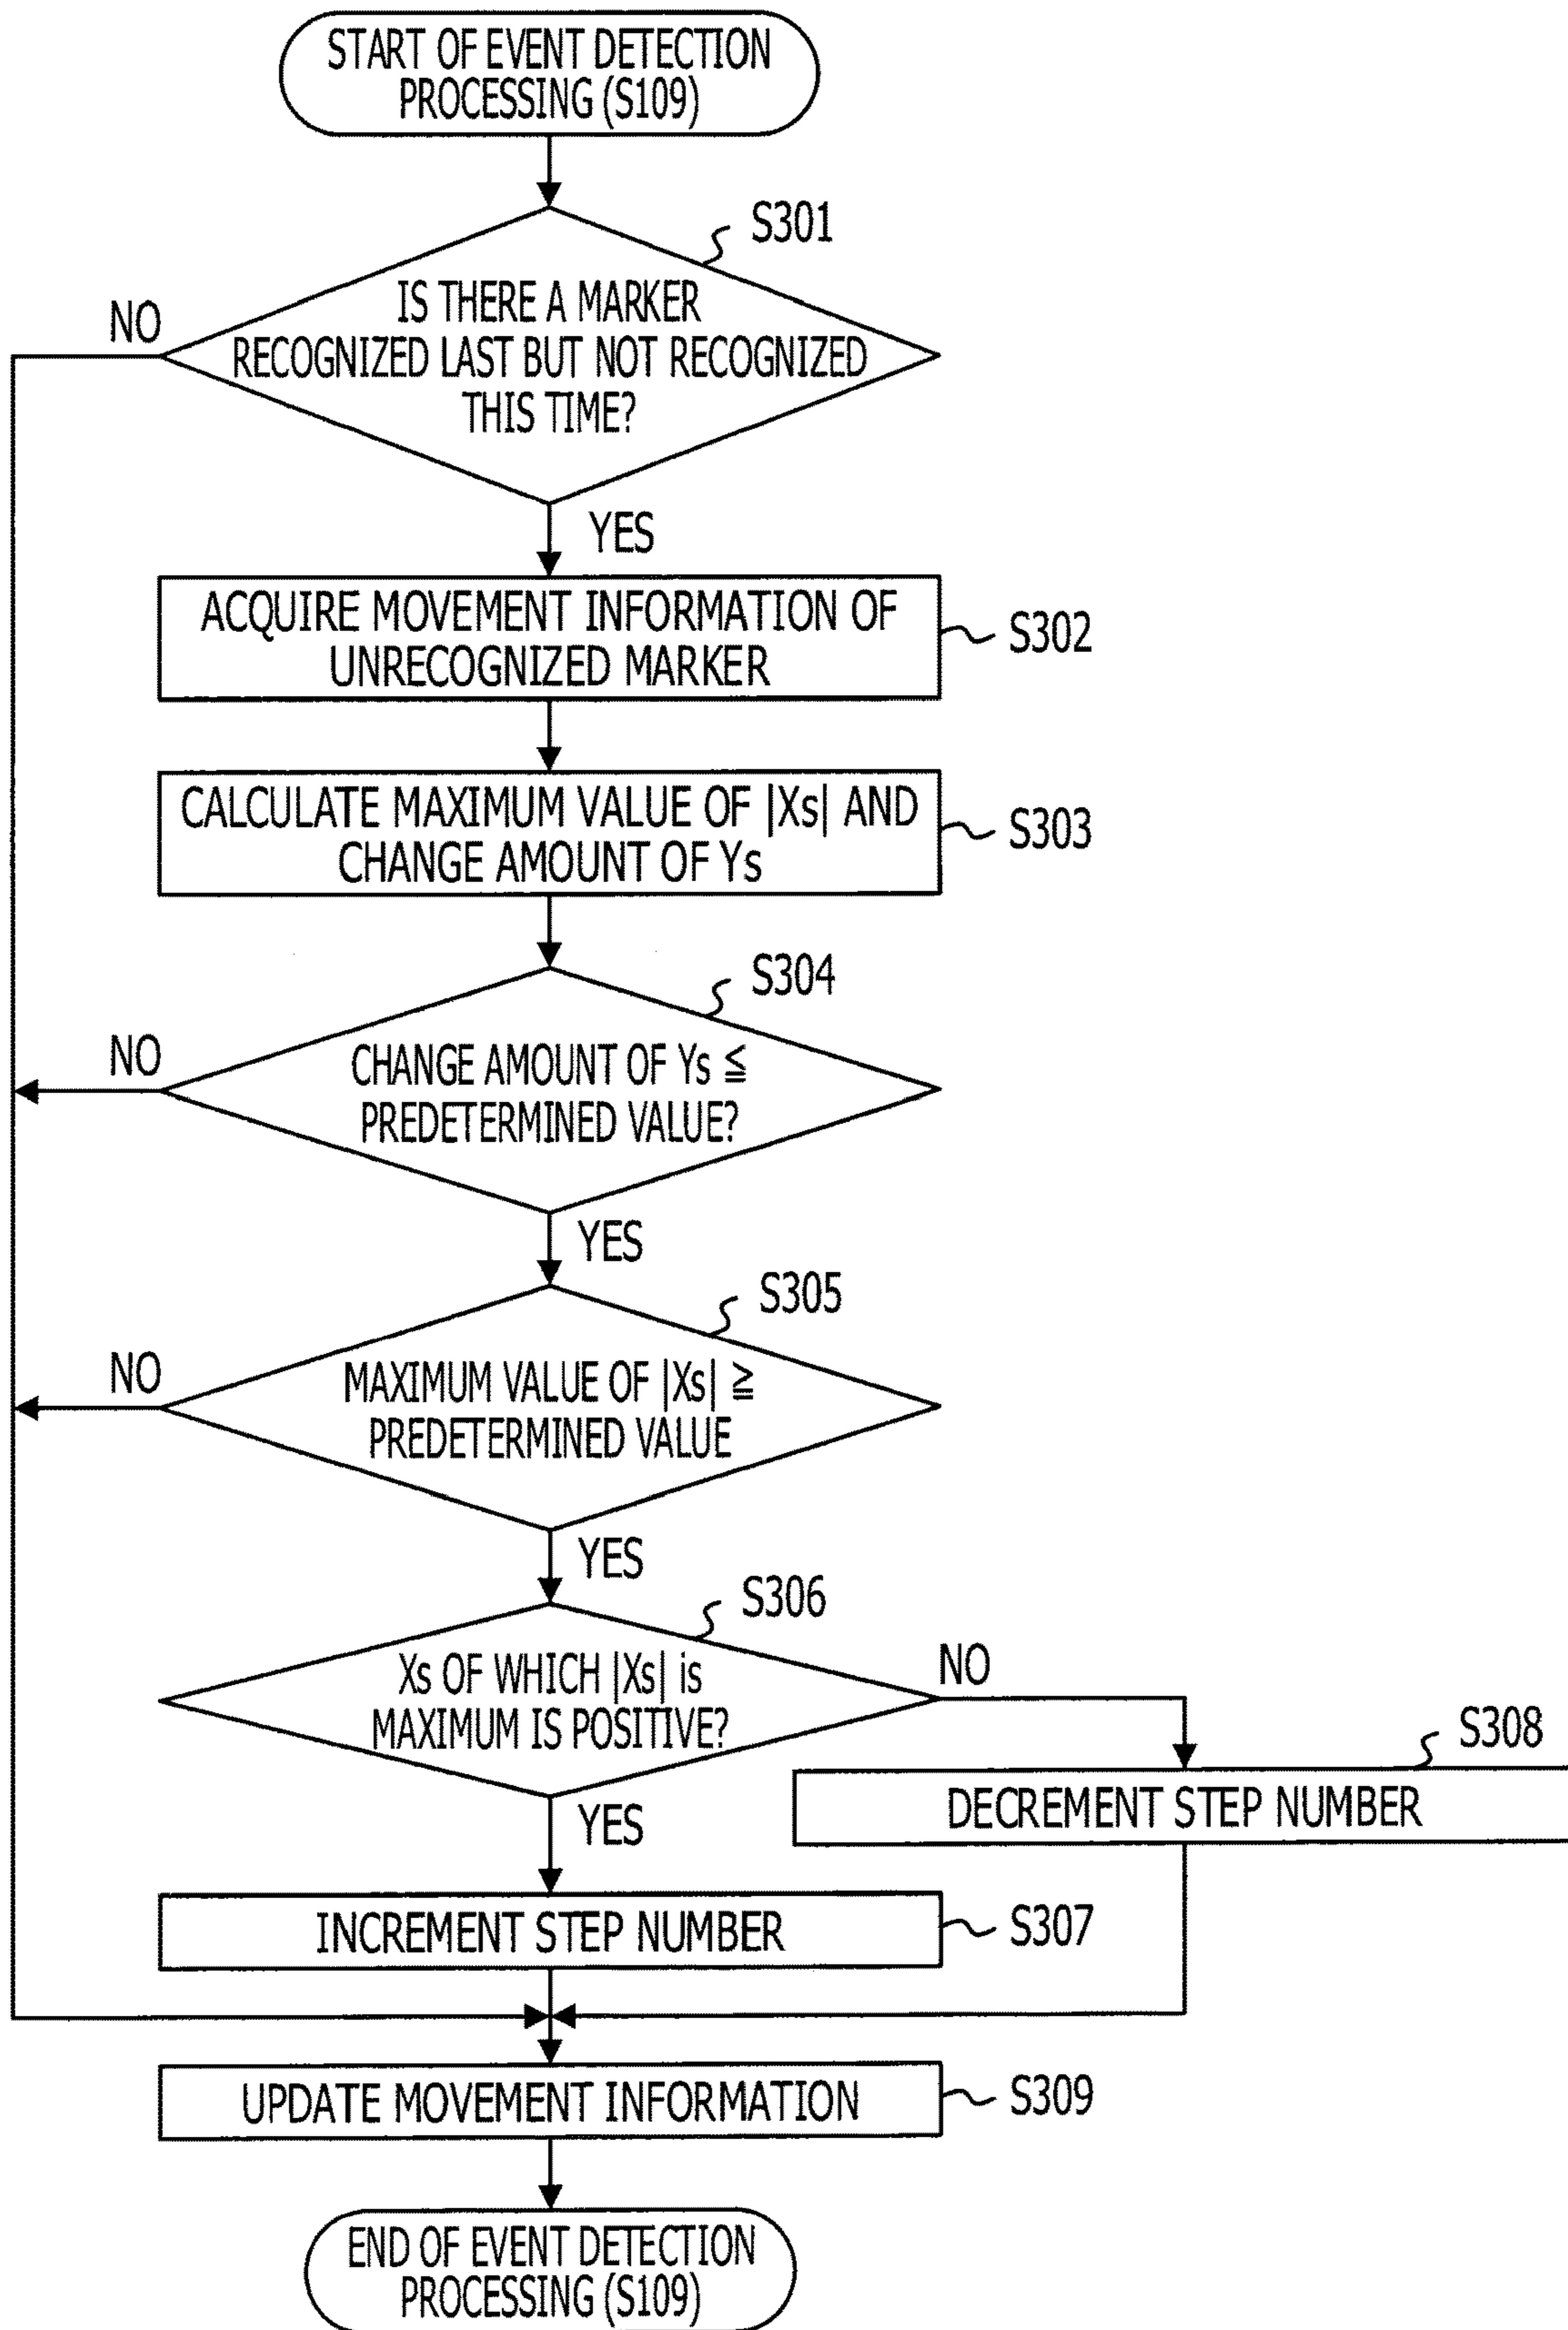 START OF EVENT DETECTION
PROCESSING (S109)
S301
NO
IS THERE A MARKER
RECOGNIZED LAST BUT NOT RECOGNIZED
THIS TIME?
YES
ACQUIRE MOVEMENT INFORMATION OF
UNRECOGNIZED MARKER
S302
CALCULATE MAXIMUM VALUE OF |Xs| AND
CHANGE AMOUNT OF Ys
S303
S304
NO
CHANGE AMOUNT OF Ys ≦
PREDETERMINED VALUE?
YES
S305
NO
MAXIMUM VALUE OF |Xs| ≧
PREDETERMINED VALUE
YES
S306
Xs OF WHICH |Xs| is
MAXIMUM IS POSITIVE?
NO
S308
DECREMENT STEP NUMBER
YES
INCREMENT STEP NUMBER
S307
UPDATE MOVEMENT INFORMATION
S309
END OF EVENT DETECTION
PROCESSING (S109)